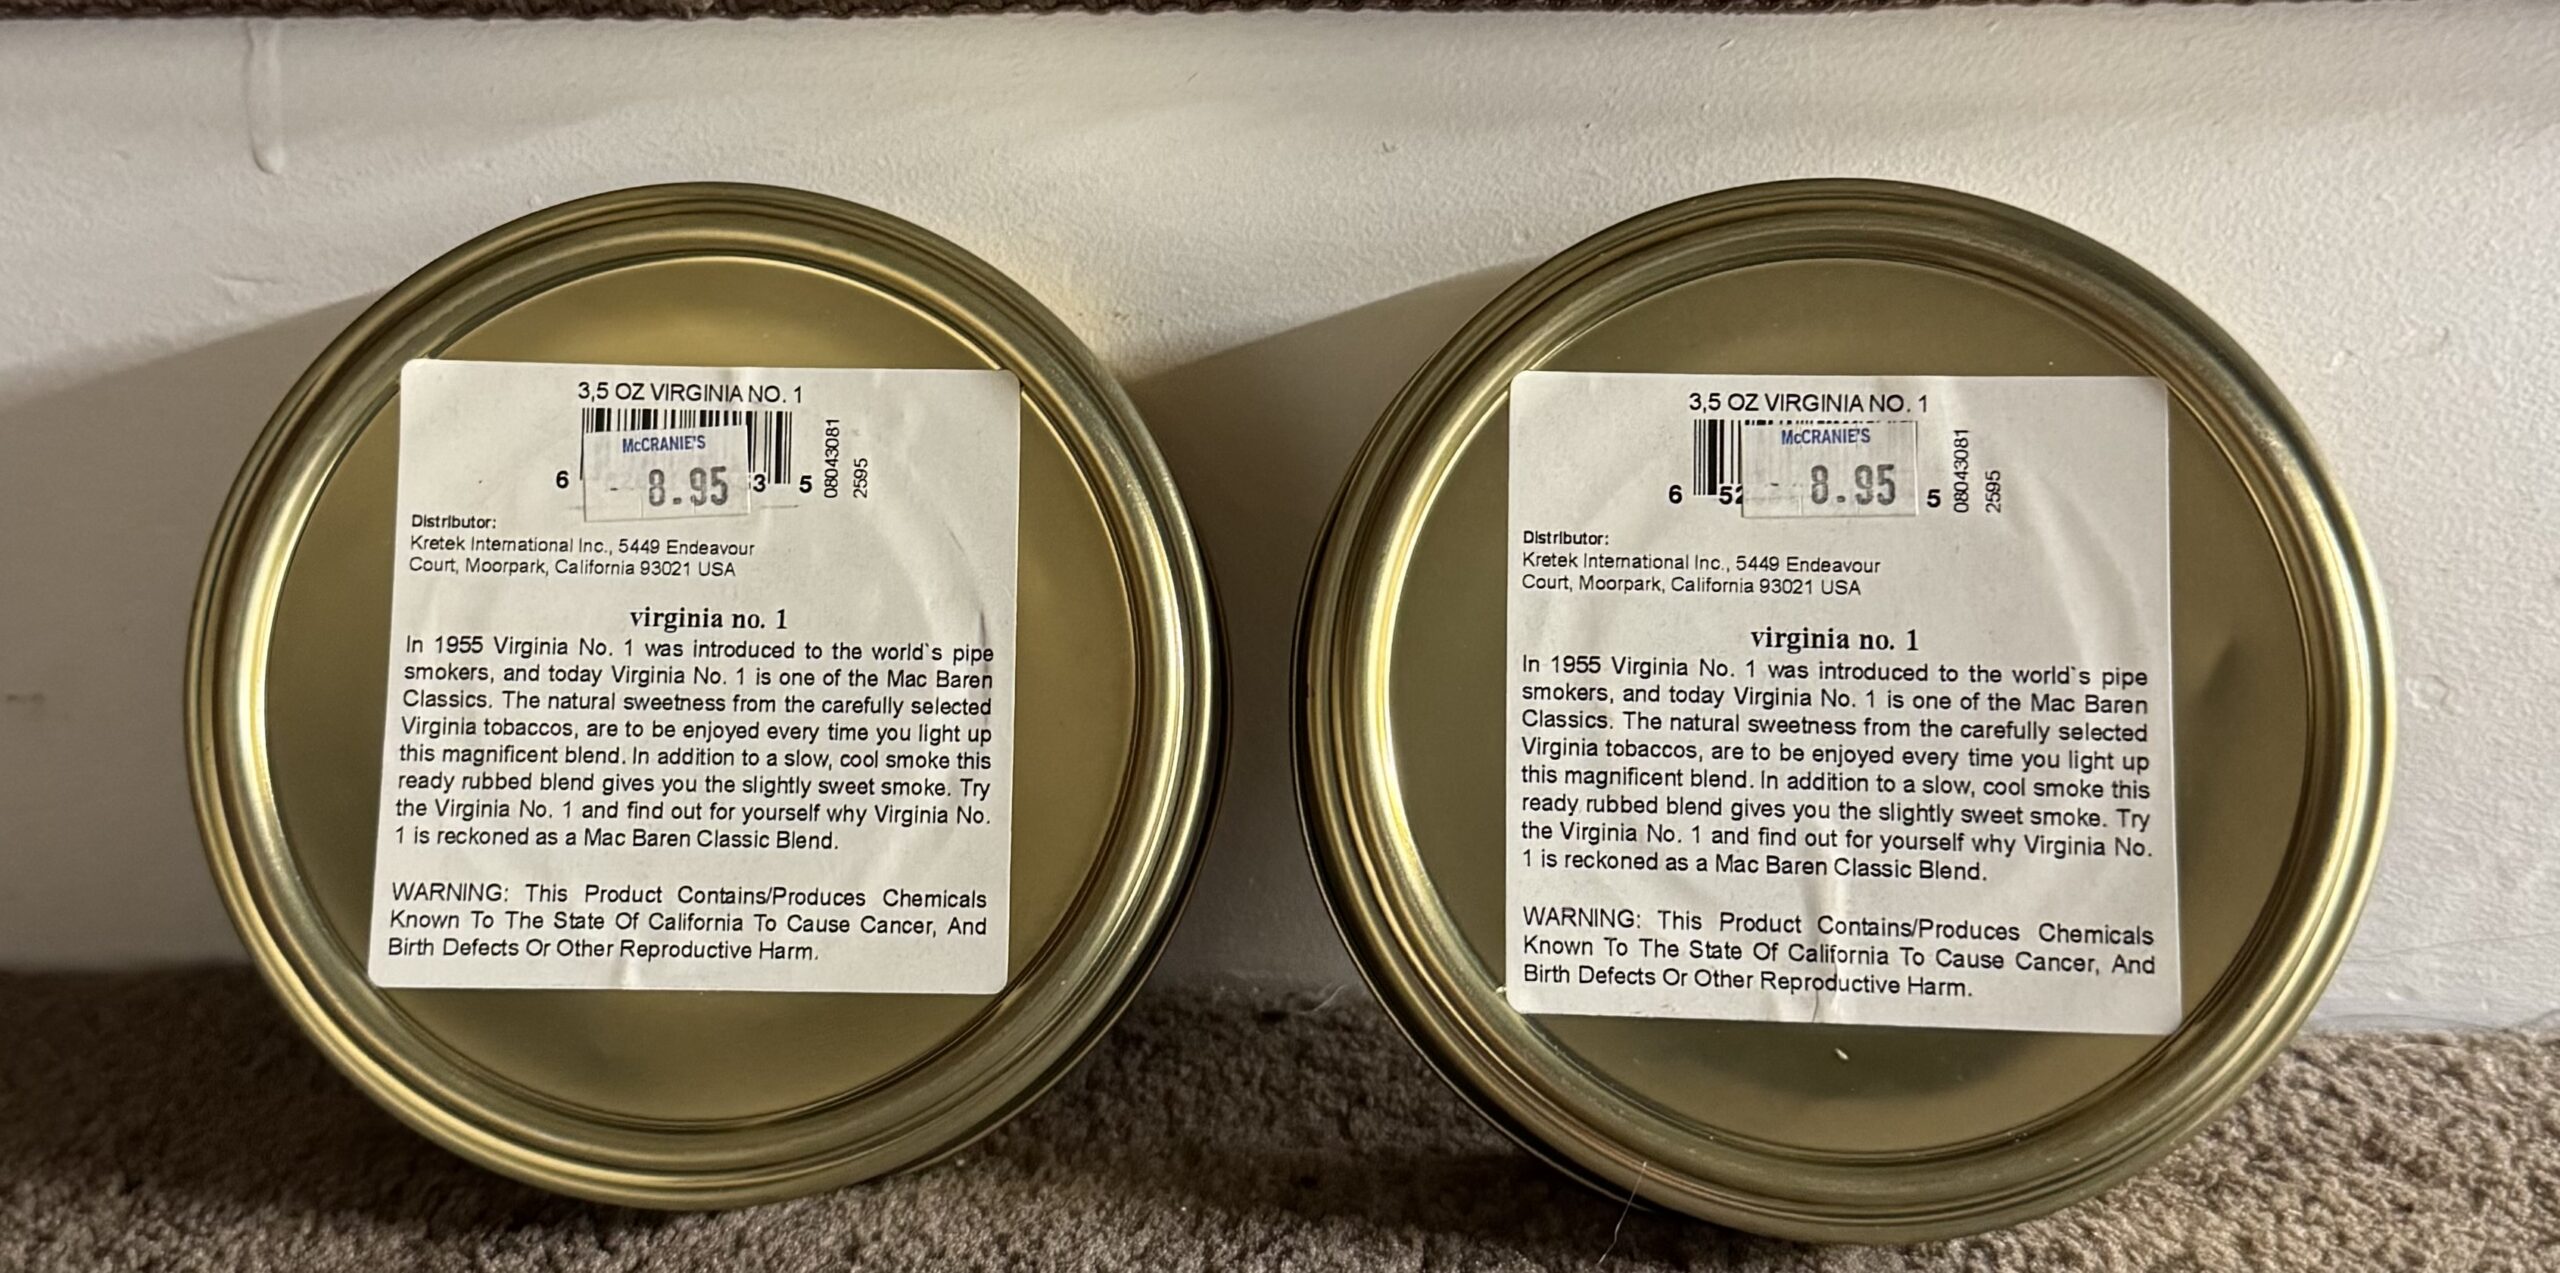 3,5 OZ VIRGINIA NO. 1
McCRANIE'S
8.95
6 3 5
08043081
2595
Distributor:
Kretek International Inc., 5449 Endeavour
Court, Moorpark, California 93021 USA
virginia no. 1
In 1955 Virginia No. 1 was introduced to the world`s pipe
smokers, and today Virginia No. 1 is one of the Mac Baren
Classics. The natural sweetness from the carefully selected
Virginia tobaccos, are to be enjoyed every time you light up
this magnificent blend. In addition to a slow, cool smoke this
ready rubbed blend gives you the slightly sweet smoke. Try
the Virginia No. 1 and find out for yourself why Virginia No.
1 is reckoned as a Mac Baren Classic Blend.
WARNING: This Product Contains/Produces Chemicals
Known To The State Of California To Cause Cancer, And
Birth Defects Or Other Reproductive Harm.
3,5 OZ VIRGINIA NO. 1
McCRANIE'S
8.95
6 52 5
08043081
2595
Distributor:
Kretek International Inc., 5449 Endeavour
Court, Moorpark, California 93021 USA
virginia no. 1
In 1955 Virginia No. 1 was introduced to the world`s pipe
smokers, and today Virginia No. 1 is one of the Mac Baren
Classics. The natural sweetness from the carefully selected
Virginia tobaccos, are to be enjoyed every time you light up
this magnificent blend. In addition to a slow, cool smoke this
ready rubbed blend gives you the slightly sweet smoke. Try
the Virginia No. 1 and find out for yourself why Virginia No.
1 is reckoned as a Mac Baren Classic Blend.
WARNING: This Product Contains/Produces Chemicals
Known To The State Of California To Cause Cancer, And
Birth Defects Or Other Reproductive Harm.